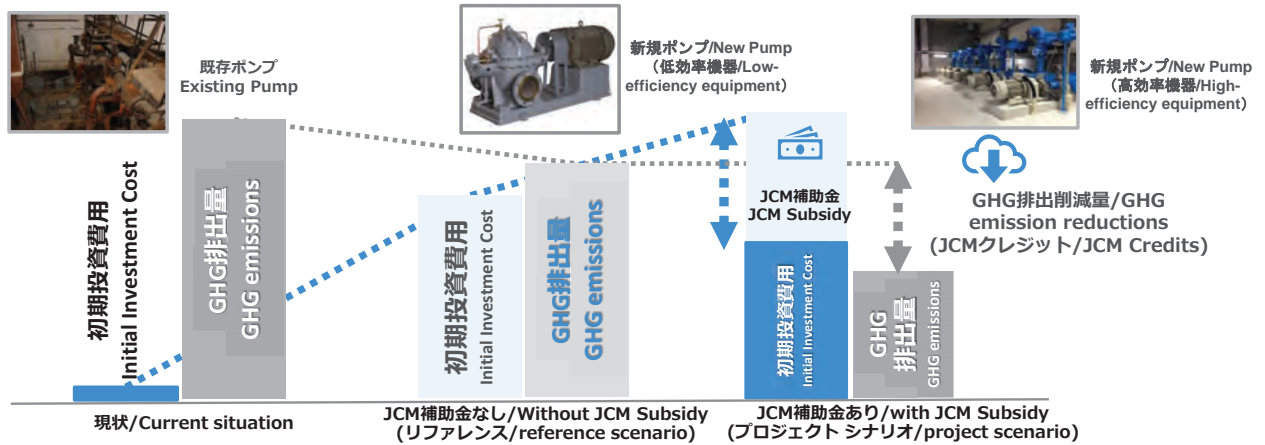 既存ポンプ
Existing Pump
新規ポンプ/New Pump
（低効率機器/Low-
efficiency equipment）
新規ポンプ/New Pump
（高効率機器/High-
efficiency equipment）
初期投資費用
Initial Investment Cost
GHG排出量
GHG emissions
初期投資費用
Initial Investment Cost
GHG排出量
GHG emissions
JCM補助金
JCM Subsidy
初期投資費用
Initial Investment Cost
GHG
排出量
GHG emissions
GHG排出削減量/GHG
emission reductions
(JCMクレジット/JCM Credits)
現状/Current situation
JCM補助金なし/Without JCM Subsidy
(リファレンス/reference scenario)
JCM補助金あり/with JCM Subsidy
(プロジェクト シナリオ/project scenario)